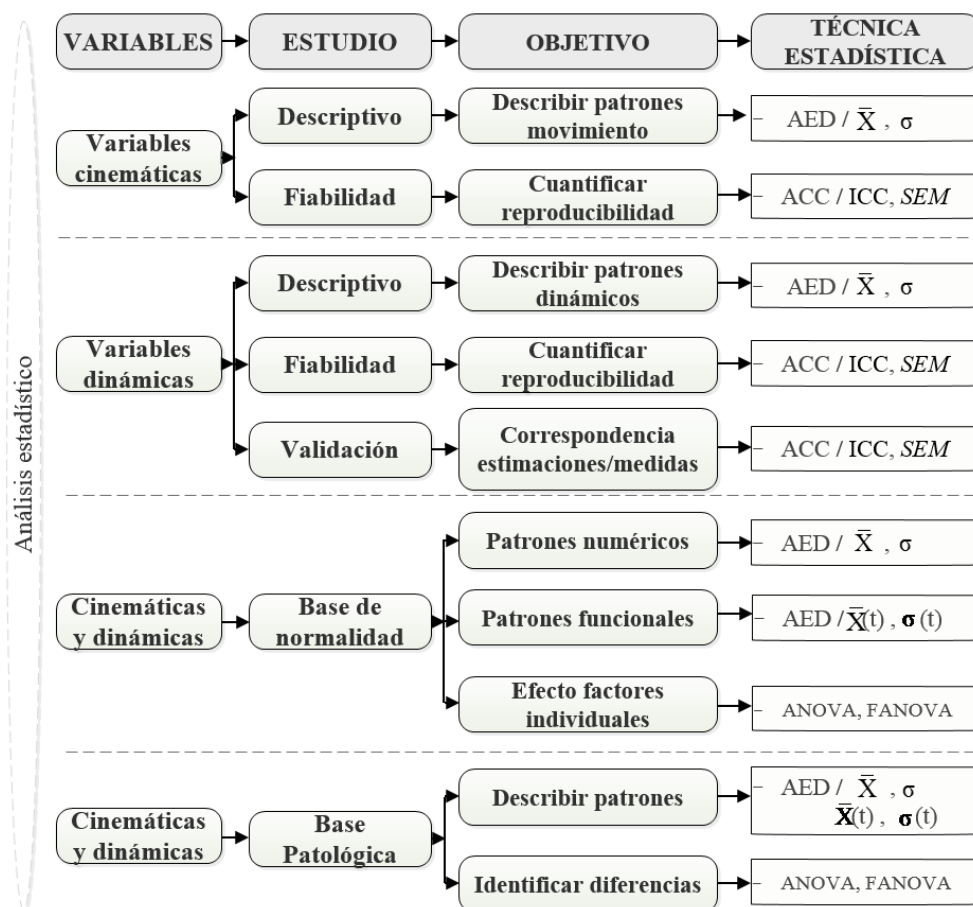 VARIABLES
ESTUDIO
OBJETIVO
TÉCNICA
ESTADÍSTICA
Variables
cinemáticas
Descriptivo
Describir patrones
movimiento
– AED / X̄ , σ
Fiabilidad
Cuantificar
reproducibilidad
– ACC / ICC, SEM
Variables
dinámicas
Descriptivo
Describir patrones
dinámicos
– AED / X̄ , σ
Fiabilidad
Cuantificar
reproducibilidad
– ACC / ICC, SEM
Validación
Correspondencia
estimaciones/medidas
– ACC / ICC, SEM
Cinemáticas
y dinámicas
Base de
normalidad
Patrones numéricos
– AED / X̄ , σ
Patrones funcionales
– AED / X̄(t) , σ (t)
Efecto factores
individuales
– ANOVA, FANOVA
Cinemáticas
y dinámicas
Base
Patológica
Describir patrones
– AED / X̄ , σ
X̄(t) , σ (t)
Identificar diferencias
– ANOVA, FANOVA
Análisis estadístico